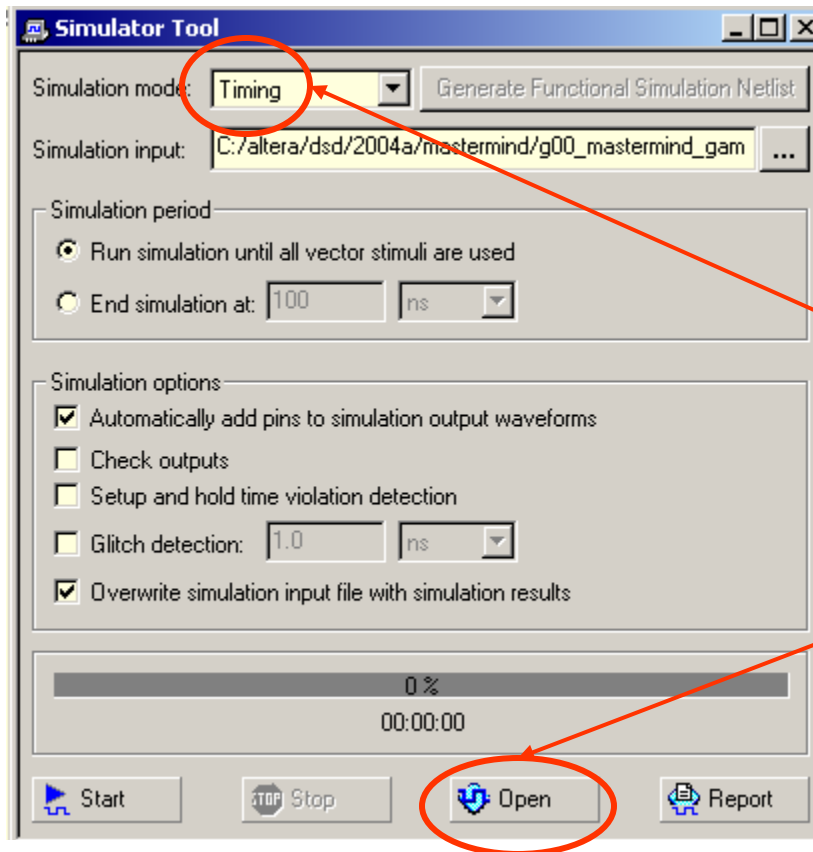 Simulator Tool
Simulation mode: Timing Generate Functional Simulation Netlist
Simulation input: C:/altera/dsd/2004a/mastermind/g00_mastermind_gam ...
Simulation period
Run simulation until all vector stimuli are used
End simulation at: 100 ns
Simulation options
Automatically add pins to simulation output waveforms
Check outputs
Setup and hold time violation detection
Glitch detection: 1.0 ns
Overwrite simulation input file with simulation results
0 %
00:00:00
Start STOP Stop Open Report